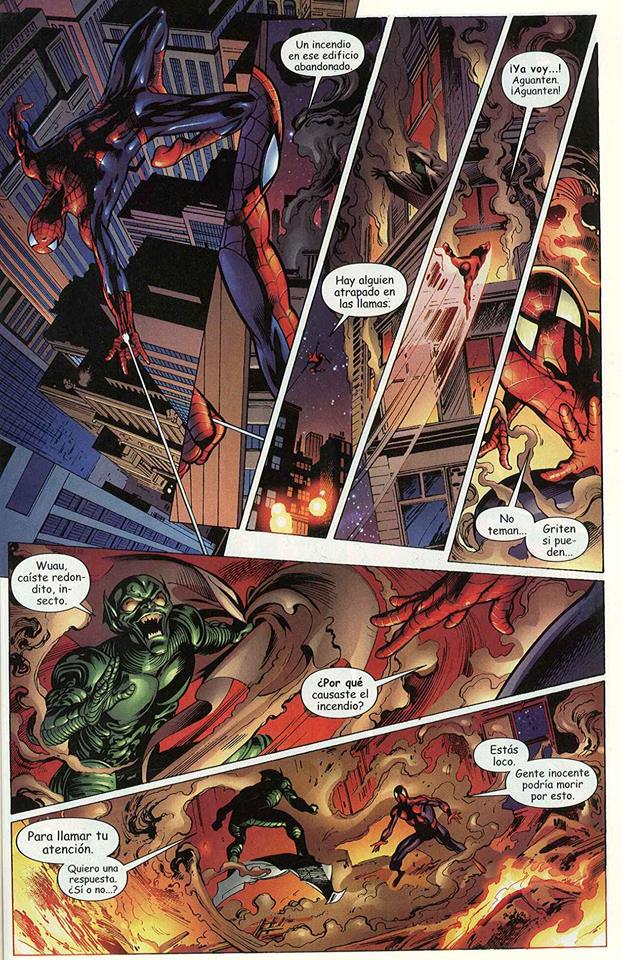 Un incendio
en ese edificio
abandonado.
Hay alguien
atrapado en
las llamas:
¡Ya voy...!
Aguanten.
¡Aguanten!
No
teman...
Griten
si pue-
den...
Wuau,
caíste redon-
dito, in-
secto.
¿Por qué
causaste el
incendio?
Estás
loco.
Gente inocente
podría morir
por esto.
Para llamar tu
atención.
Quiero una
respuesta.
¿Sí o no...?